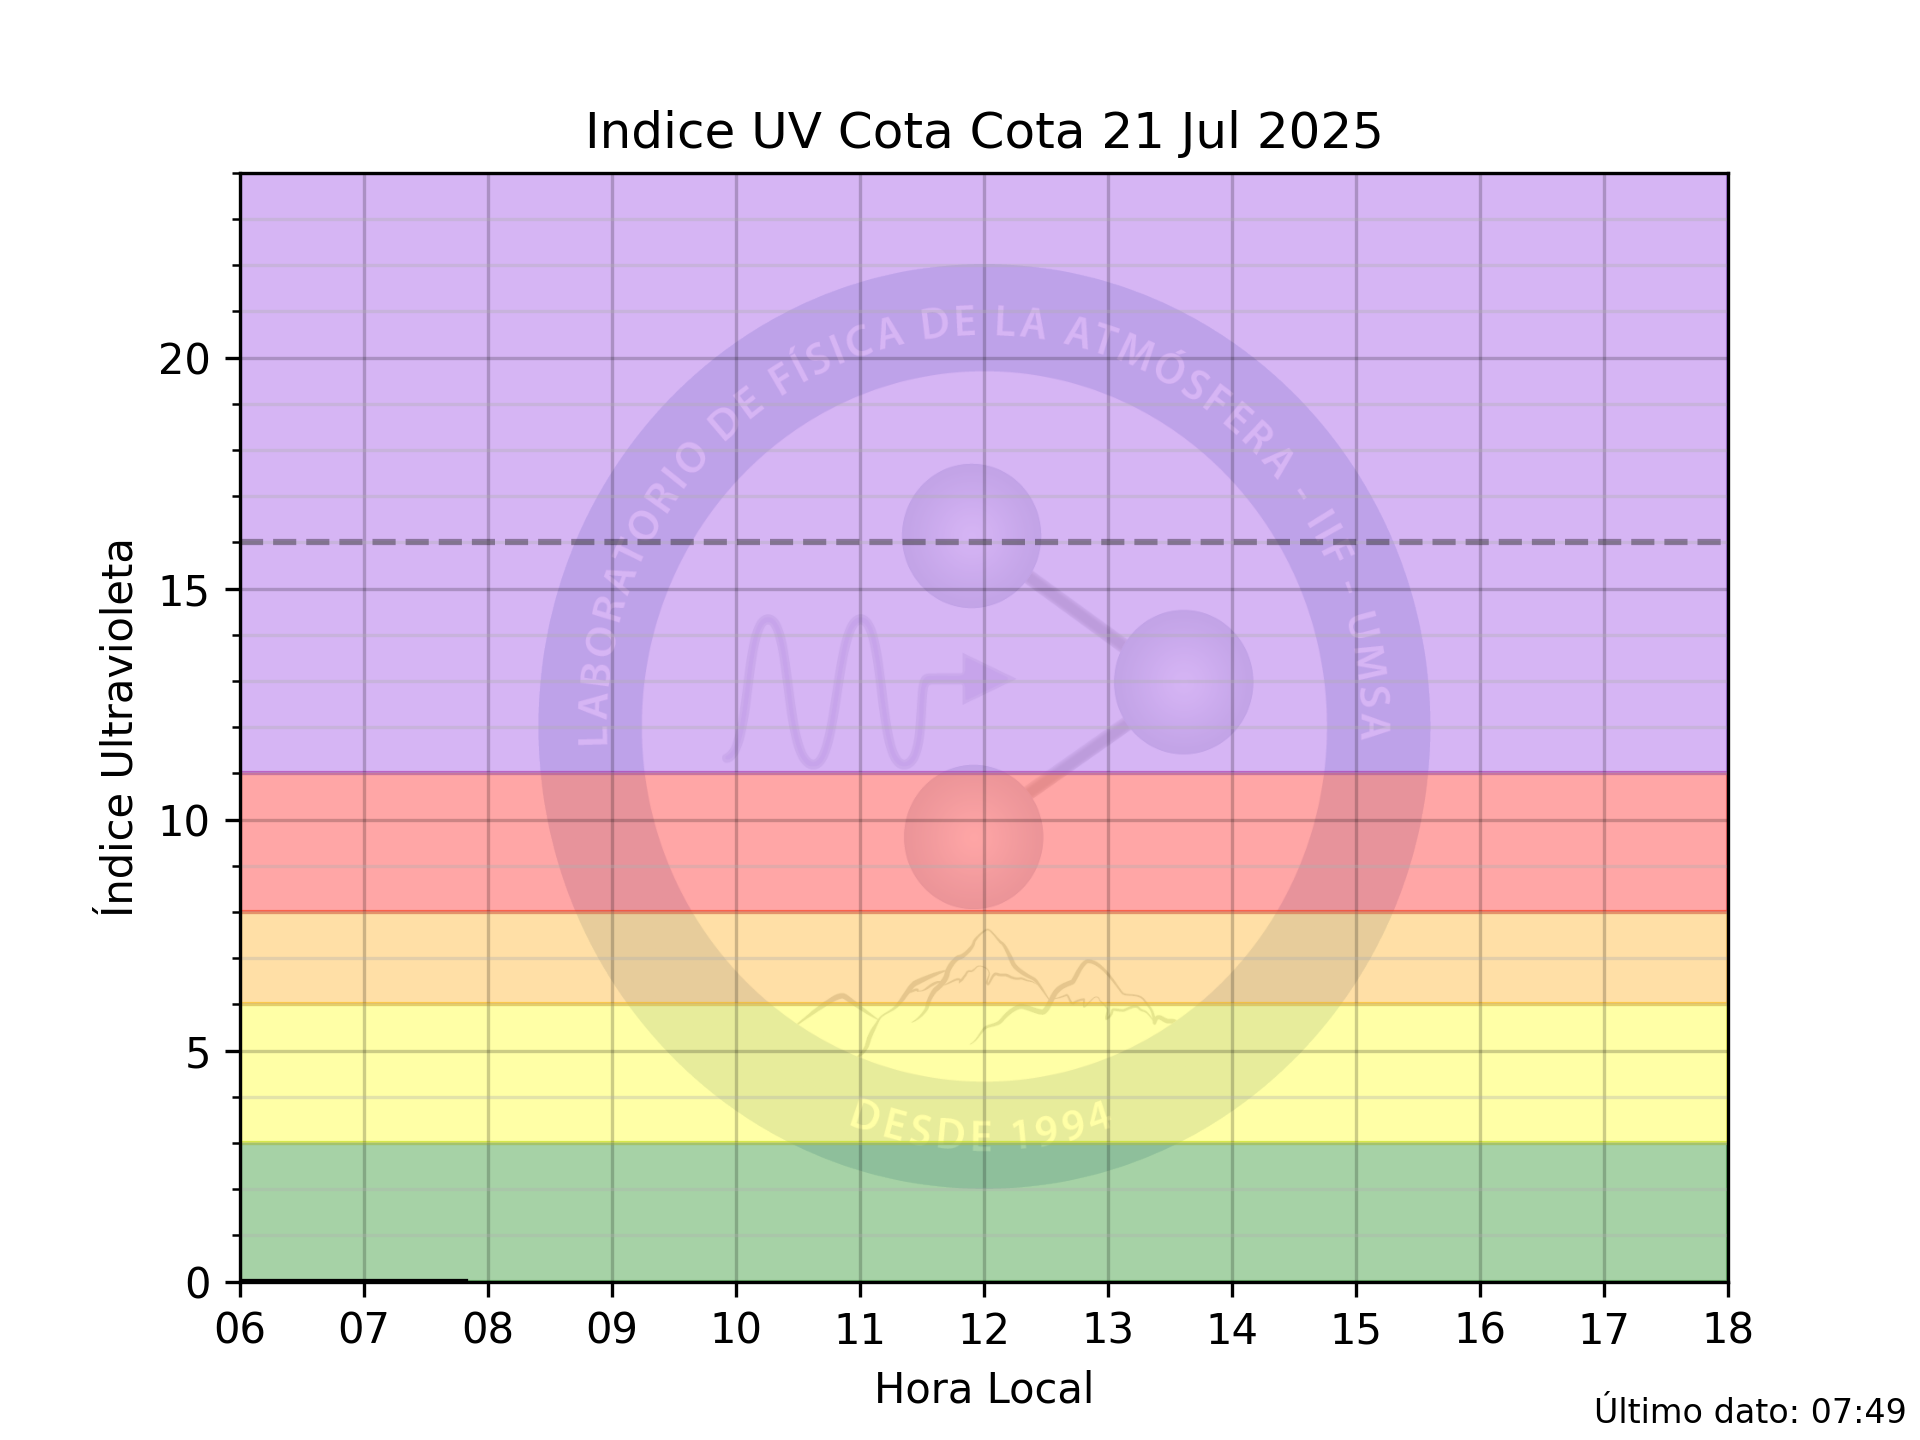 Indice UV Cota Cota 21 Jul 2025
LABORATORIO DE FÍSICA DE LA ATMÓSFERA - IIF - UMSA
DESDE 1994
Índice Ultravioleta
20
15
10
5
0
06 07 08 09 10 11 12 13 14 15 16 17 18
Hora Local
Último dato: 07:49